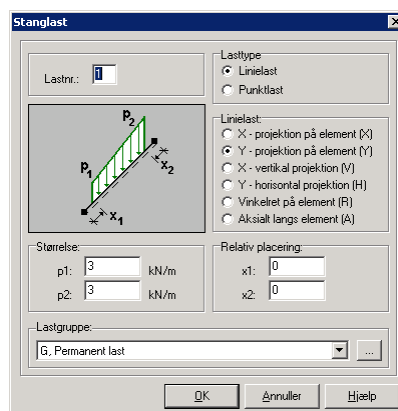 Stanglast
Lastnr.: 1
Lasttype
Linielast
Punktlast
p1
p2
x1
x2
Linielast:
X - projektion på element (X)
Y - projektion på element (Y)
X - vertikal projektion (V)
Y - horisontal projektion (H)
Vinkelret på element (R)
Aksialt langs element (A)
Størrelse:
p1: 3 kN/m
p2: 3 kN/m
Relativ placering:
x1: 0
x2: 0
Lastgruppe:
G, Permanent last
...
OK Annuller Hjælp